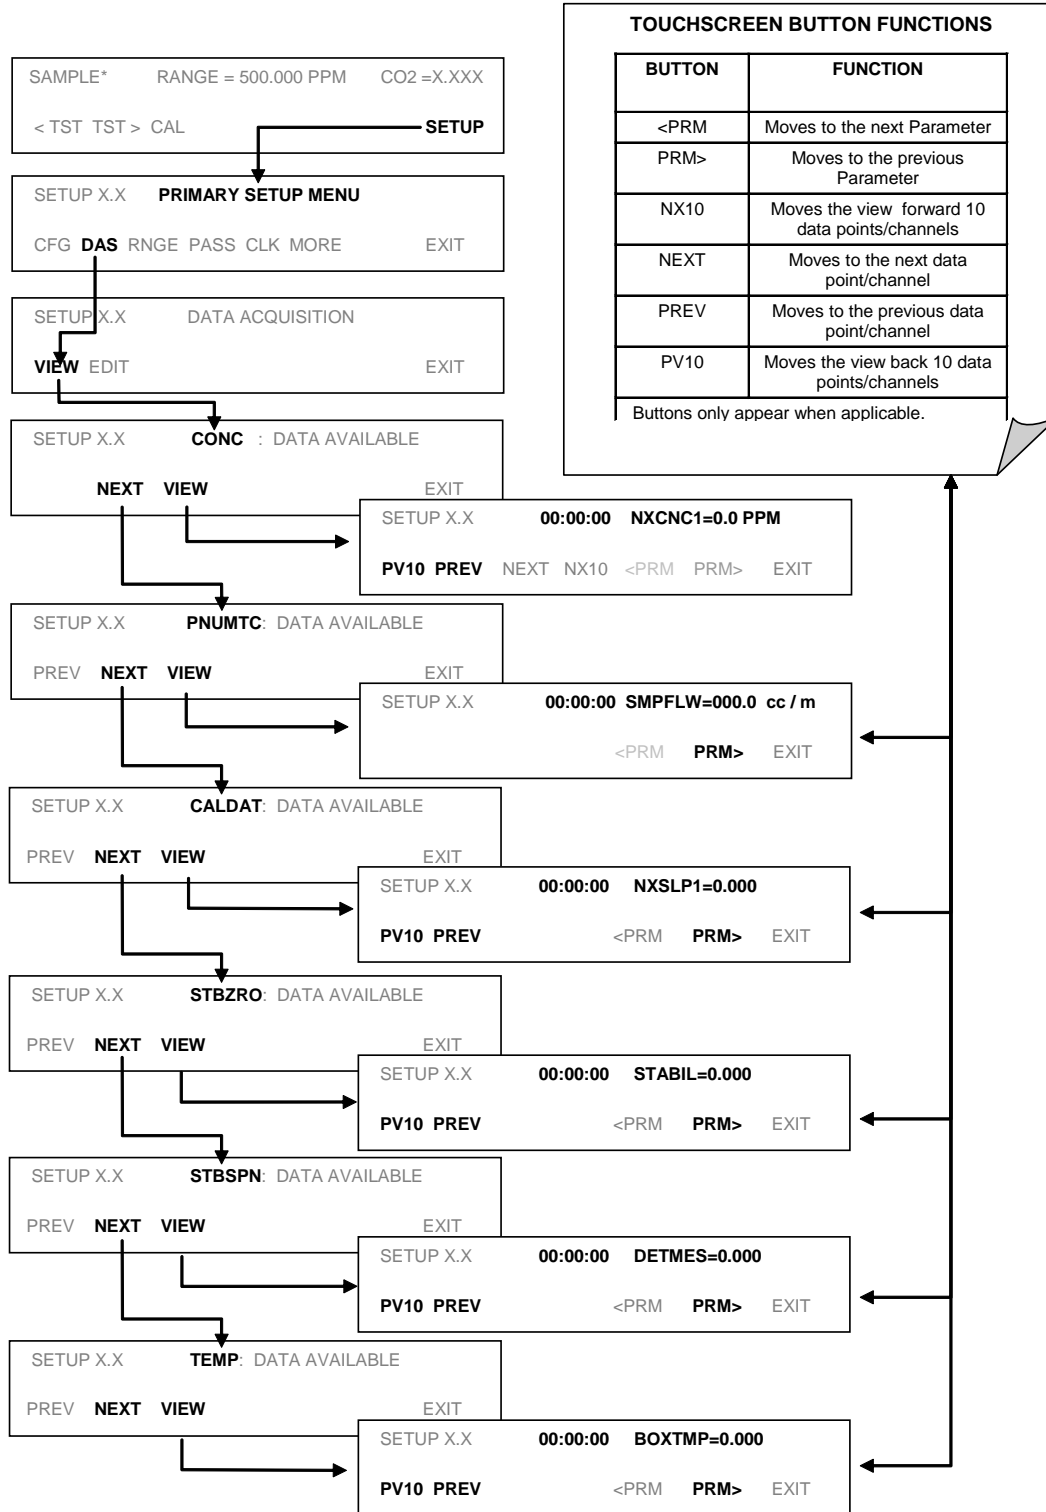 TOUCHSCREEN BUTTON FUNCTIONS
BUTTON FUNCTION
<PRM Moves to the next Parameter
PRM> Moves to the previous
Parameter
NX10 Moves the view forward 10
data points/channels
NEXT Moves to the next data
point/channel
PREV Moves to the previous data
point/channel
PV10 Moves the view back 10 data
points/channels
Buttons only appear when applicable.
SAMPLE* RANGE = 500.000 PPM CO2 =X.XXX
< TST TST > CAL SETUP
SETUP X.X PRIMARY SETUP MENU
CFG DAS RNGE PASS CLK MORE EXIT
SETUP X.X DATA ACQUISITION
VIEW EDIT EXIT
SETUP X.X CONC : DATA AVAILABLE
NEXT VIEW EXIT
SETUP X.X 00:00:00 NXCNC1=0.0 PPM
PV10 PREV NEXT NX10 <PRM PRM> EXIT
SETUP X.X PNUMTC: DATA AVAILABLE
PREV NEXT VIEW EXIT
SETUP X.X 00:00:00 SMPFLW=000.0 cc / m
<PRM PRM> EXIT
SETUP X.X CALDAT: DATA AVAILABLE
PREV NEXT VIEW EXIT
SETUP X.X 00:00:00 NXSLP1=0.000
PV10 PREV <PRM PRM> EXIT
SETUP X.X STBZRO: DATA AVAILABLE
PREV NEXT VIEW EXIT
SETUP X.X 00:00:00 STABIL=0.000
PV10 PREV <PRM PRM> EXIT
SETUP X.X STBSPN: DATA AVAILABLE
PREV NEXT VIEW EXIT
SETUP X.X 00:00:00 DETMES=0.000
PV10 PREV <PRM PRM> EXIT
SETUP X.X TEMP: DATA AVAILABLE
PREV NEXT VIEW EXIT
SETUP X.X 00:00:00 BOXTMP=0.000
PV10 PREV <PRM PRM> EXIT